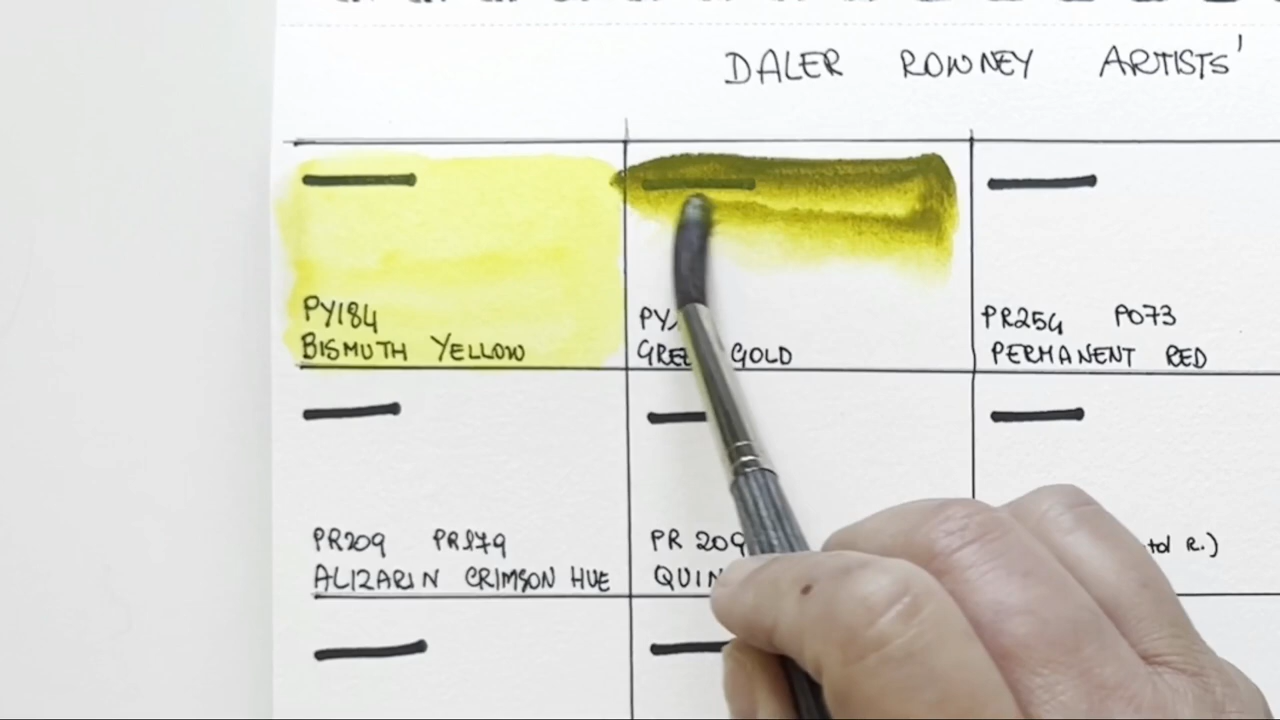 DALER ROWNEY ARTISTS'
PY184
BISMUTH YELLOW
GOLD
PR254 PO73
PERMANENT RED
PR209 PR179
ALIZARIN CRIMSON HUE
PR 209
R.)